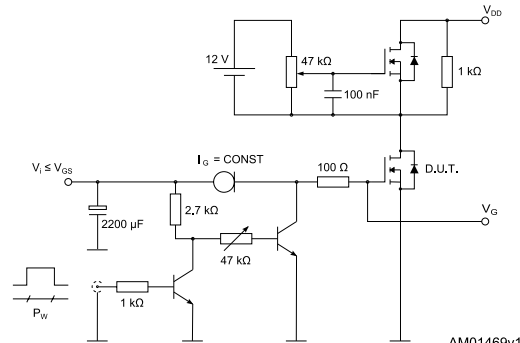 V_DD
12 V
47 kΩ
1 kΩ
100 nF
I_G = CONST
V_i ≤ V_GS
100 Ω
D.U.T.
2.7 kΩ
2200 μF
V_G
47 kΩ
1 kΩ
P_W
AM01469v1